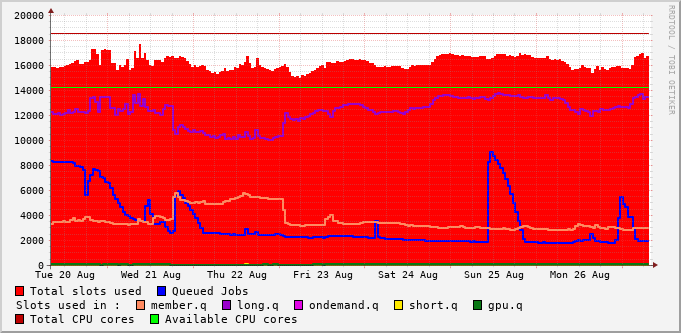 20000
18000
16000
14000
12000
10000
8000
6000
4000
2000
0
Tue 20 Aug Wed 21 Aug Thu 22 Aug Fri 23 Aug Sat 24 Aug Sun 25 Aug Mon 26 Aug
Total slots used Queued Jobs
Slots used in : member.q long.q ondemand.q short.q gpu.q
Total CPU cores Available CPU cores
RRDTOOL / TOBI OETIKER